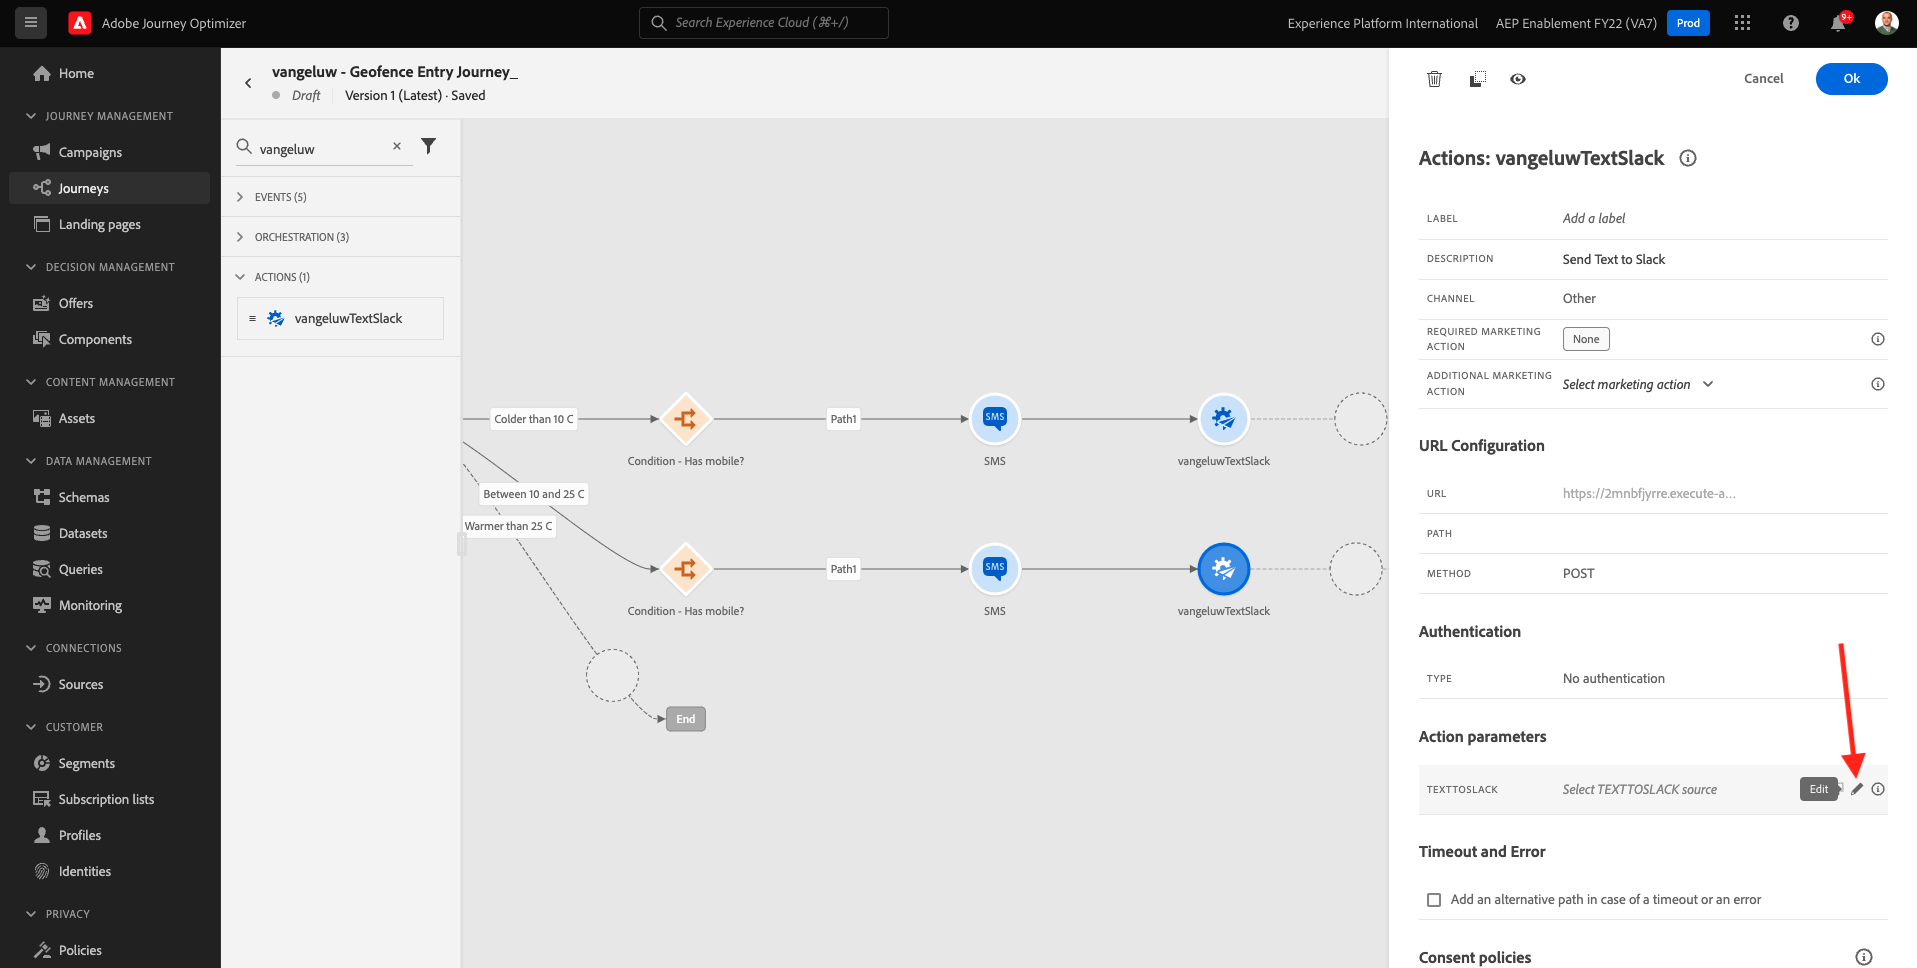 Adobe Journey Optimizer
Search Experience Cloud (⌘+/)
Experience Platform International
AEP Enablement FY22 (VA7)
Prod
9+
Home
JOURNEY MANAGEMENT
Campaigns
Journeys
Landing pages
DECISION MANAGEMENT
Offers
Components
CONTENT MANAGEMENT
Assets
DATA MANAGEMENT
Schemas
Datasets
Queries
Monitoring
CONNECTIONS
Sources
CUSTOMER
Segments
Subscription lists
Profiles
Identities
PRIVACY
Policies
vangeluw - Geofence Entry Journey_
Draft
Version 1 (Latest) · Saved
vangeluw
EVENTS (5)
ORCHESTRATION (3)
ACTIONS (1)
vangeluwTextSlack
Colder than 10 C
Condition - Has mobile?
Path1
SMS
SMS
vangeluwTextSlack
Between 10 and 25 C
Warmer than 25 C
Condition - Has mobile?
Path1
SMS
SMS
vangeluwTextSlack
End
Cancel
Ok
Actions: vangeluwTextSlack
LABEL
Add a label
DESCRIPTION
Send Text to Slack
CHANNEL
Other
REQUIRED MARKETING
ACTION
None
ADDITIONAL MARKETING
ACTION
Select marketing action
URL Configuration
URL
https://2mnbfjyrre.execute-a...
PATH
METHOD
POST
Authentication
TYPE
No authentication
Action parameters
TEXTTOSLACK
Select TEXTTOSLACK source
Edit
Timeout and Error
Add an alternative path in case of a timeout or an error
Consent policies